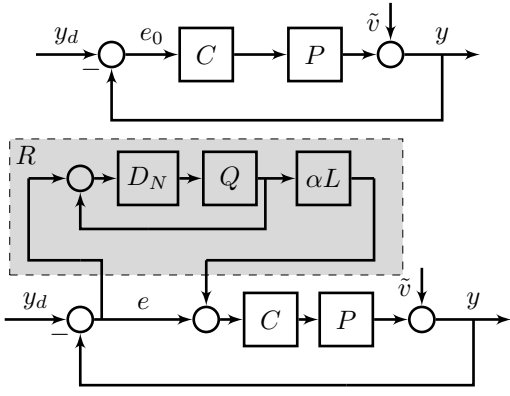 y_d − e_0 C P ṽ y
R
D_N Q αL
y_d − e C P ṽ y